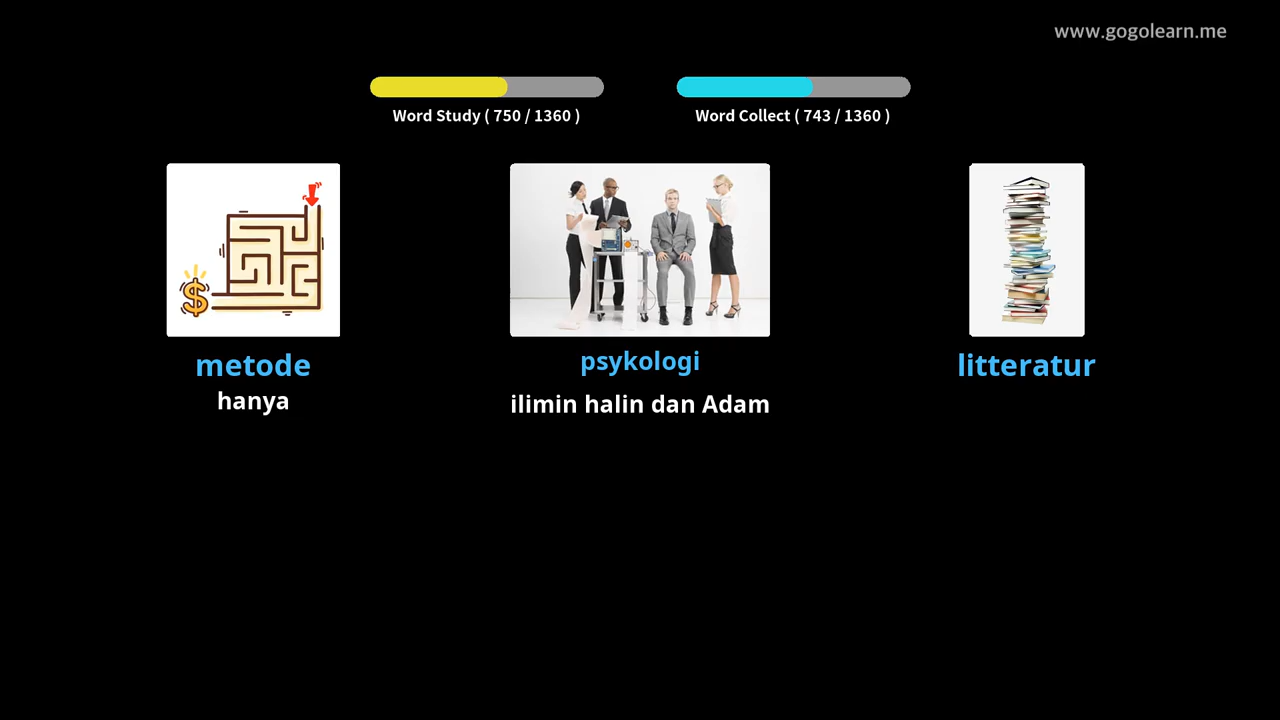 www.gogolearn.me
Word Study ( 750 / 1360 )
Word Collect ( 743 / 1360 )
metode
psykologi
litteratur
hanya
ilimin halin dan Adam